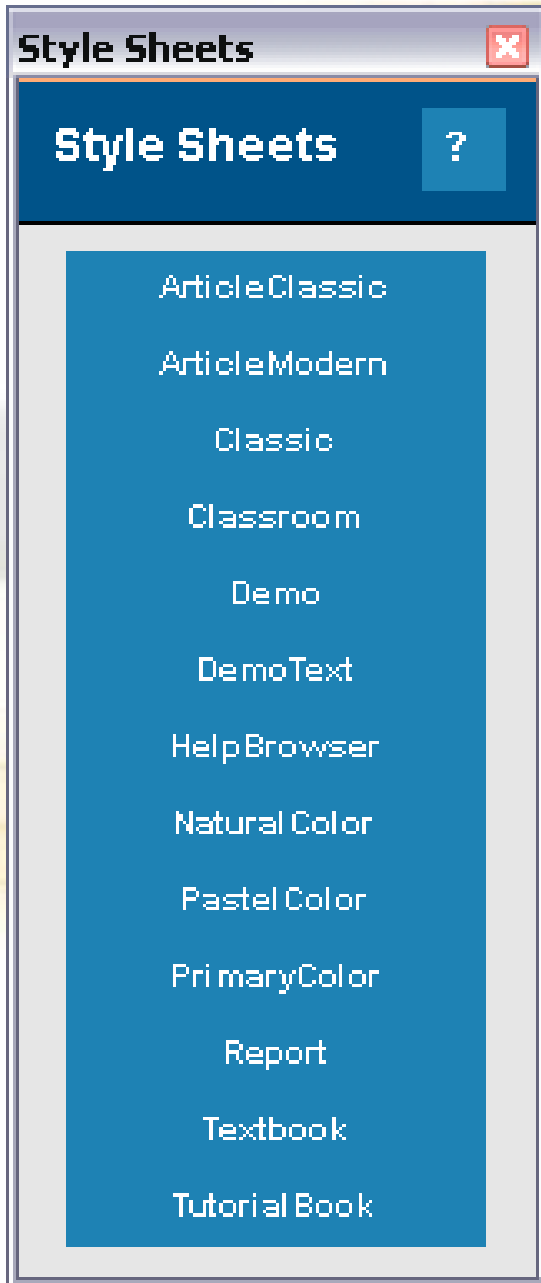 Style Sheets
Style Sheets ?
ArticleClassic
ArticleModern
Classic
Classroom
Demo
DemoText
HelpBrowser
NaturalColor
PastelColor
PrimaryColor
Report
Textbook
TutorialBook